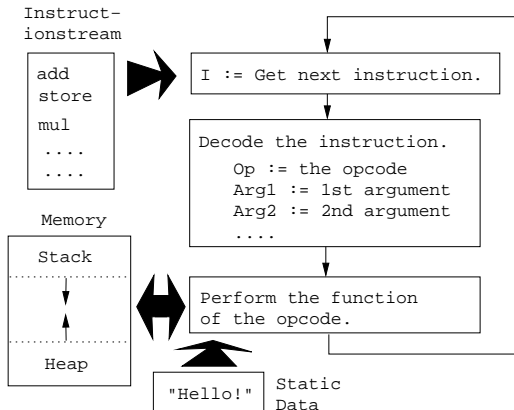 Instruct-
ionstream
add
store
mul
....
....
I := Get next instruction.
Decode the instruction.
Op := the opcode
Arg1 := 1st argument
Arg2 := 2nd argument
....
Memory
Stack
Heap
Perform the function
of the opcode.
"Hello!"
Static
Data